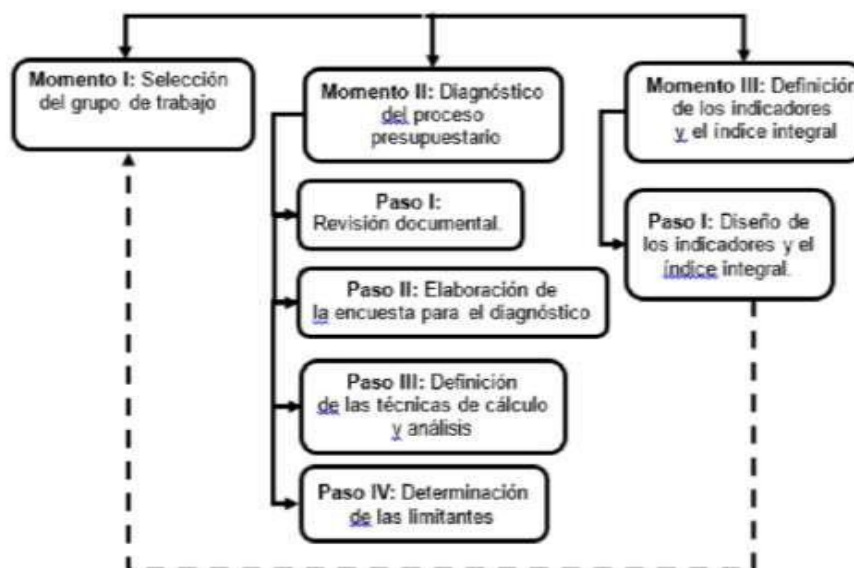 Momento I: Selección
del grupo de trabajo
Momento II: Diagnóstico
del proceso
presupuestario
Paso I:
Revisión documental.
Paso II: Elaboración de
la encuesta para el diagnóstico
Paso III: Definición
de las técnicas de cálculo
y análisis
Paso IV: Determinación
de las limitantes
Momento III: Definición
de los indicadores
y el índice integral
Paso I: Diseño de
los indicadores y el
índice integral.